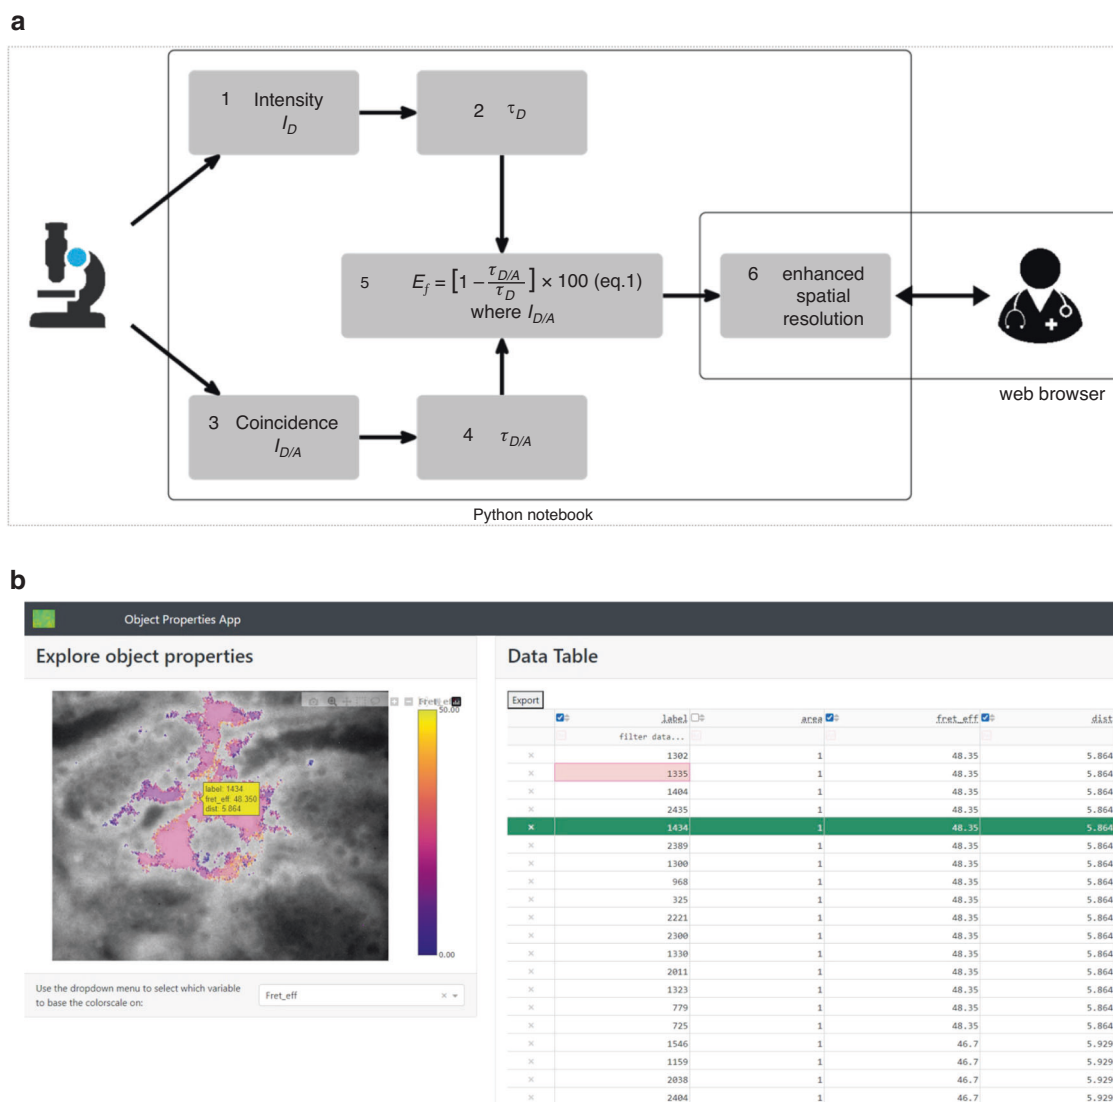 a
1 Intensity
I_D
2 τ_D
5 E_f = [1 − τ_D/A / τ_D] × 100 (eq.1)
where I_D/A
6 enhanced
spatial
resolution
3 Coincidence
I_D/A
4 τ_D/A
web browser
Python notebook
b
Object Properties App
Explore object properties
50.00
label: 1434
fret_eff: 48.350
dist: 5.864
0.00
Use the dropdown menu to select which variable
to base the colorscale on:
Fret_eff
Data Table
Export
label area fret_eff dist
filter data...
1302 1 48.35 5.864
1335 1 48.35 5.864
1404 1 48.35 5.864
2435 1 48.35 5.864
1434 1 48.35 5.864
2389 1 48.35 5.864
1300 1 48.35 5.864
968 1 48.35 5.864
325 1 48.35 5.864
2221 1 48.35 5.864
2300 1 48.35 5.864
1330 1 48.35 5.864
2011 1 48.35 5.864
1323 1 48.35 5.864
779 1 48.35 5.864
725 1 48.35 5.864
1546 1 46.7 5.929
1159 1 46.7 5.929
2038 1 46.7 5.929
2404 1 46.7 5.929